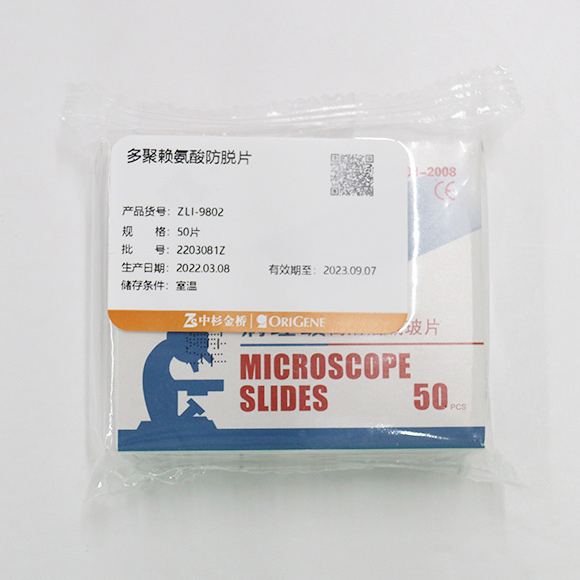 多聚赖氨酸防脱片
产品货号: ZLI-9802
规 格: 50片
批 号: 2203081Z
生产日期: 2022.03.08 有效期至: 2023.09.07
储存条件: 室温
中杉金桥 ORIGENE
-2008
CE
玻片
MICROSCOPE
SLIDES 50 PCS